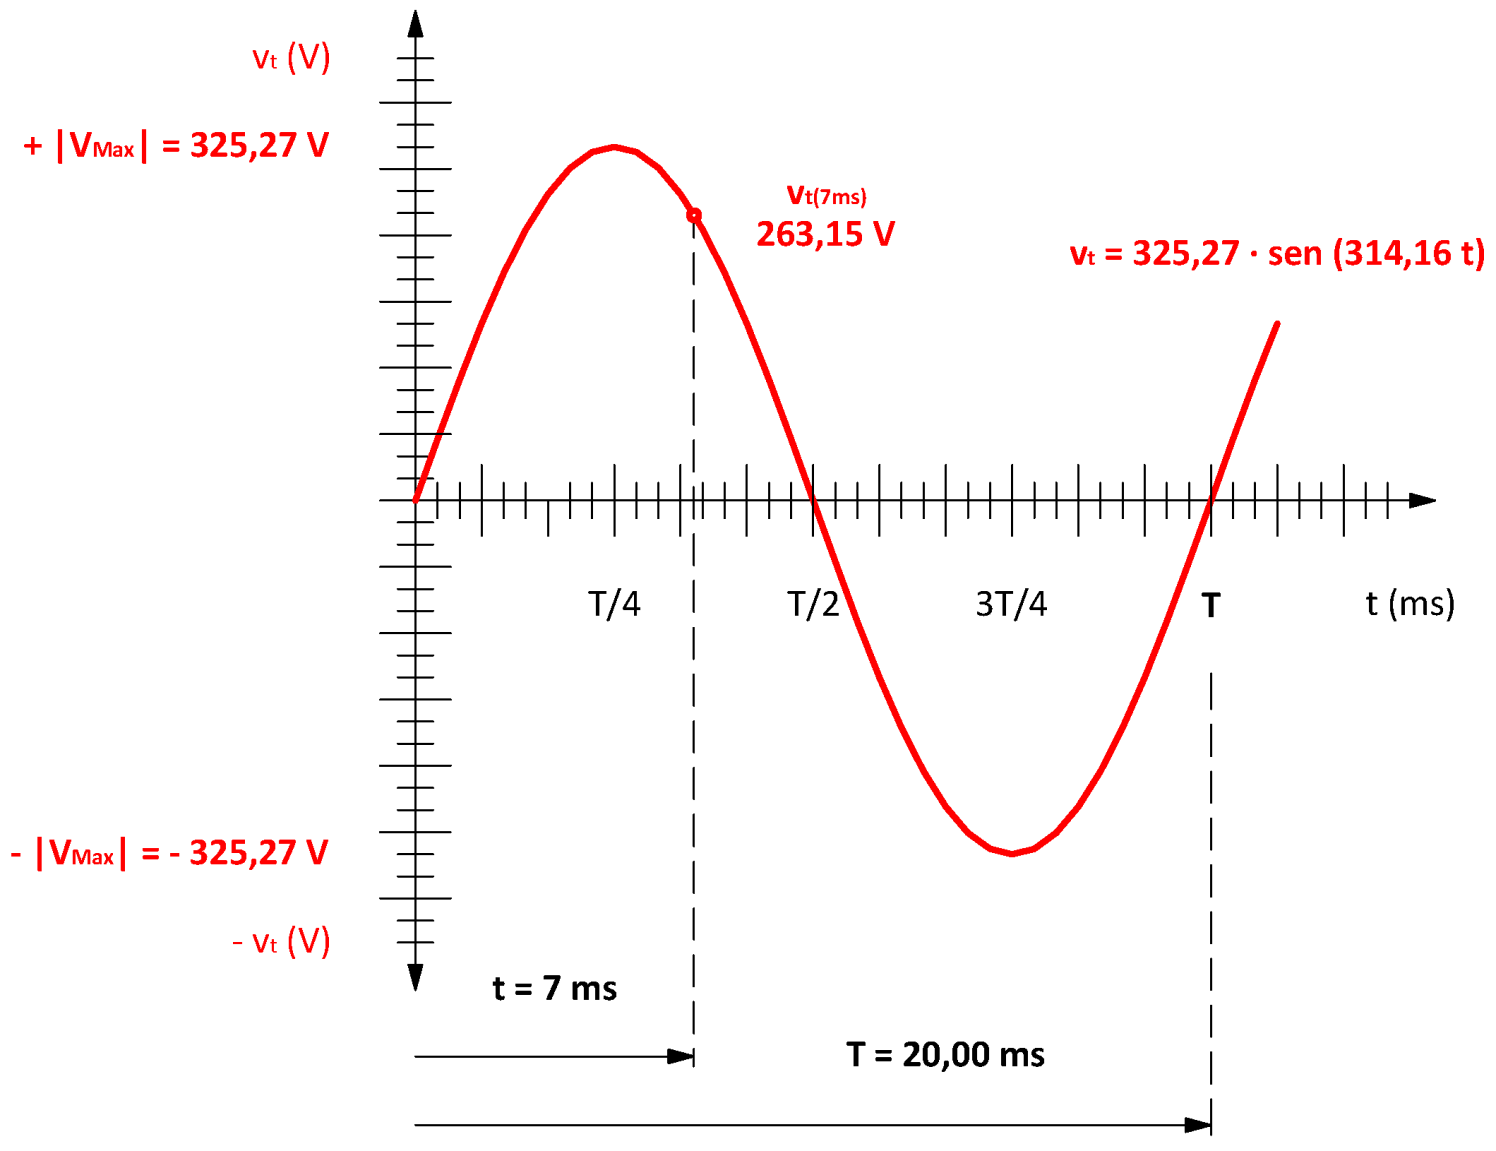 vt (V)
+ |VMax| = 325,27 V
vt(7ms)
263,15 V
vt = 325,27 · sen (314,16 t)
T/4
T/2
3T/4
T
t (ms)
- |VMax| = - 325,27 V
- vt (V)
t = 7 ms
T = 20,00 ms